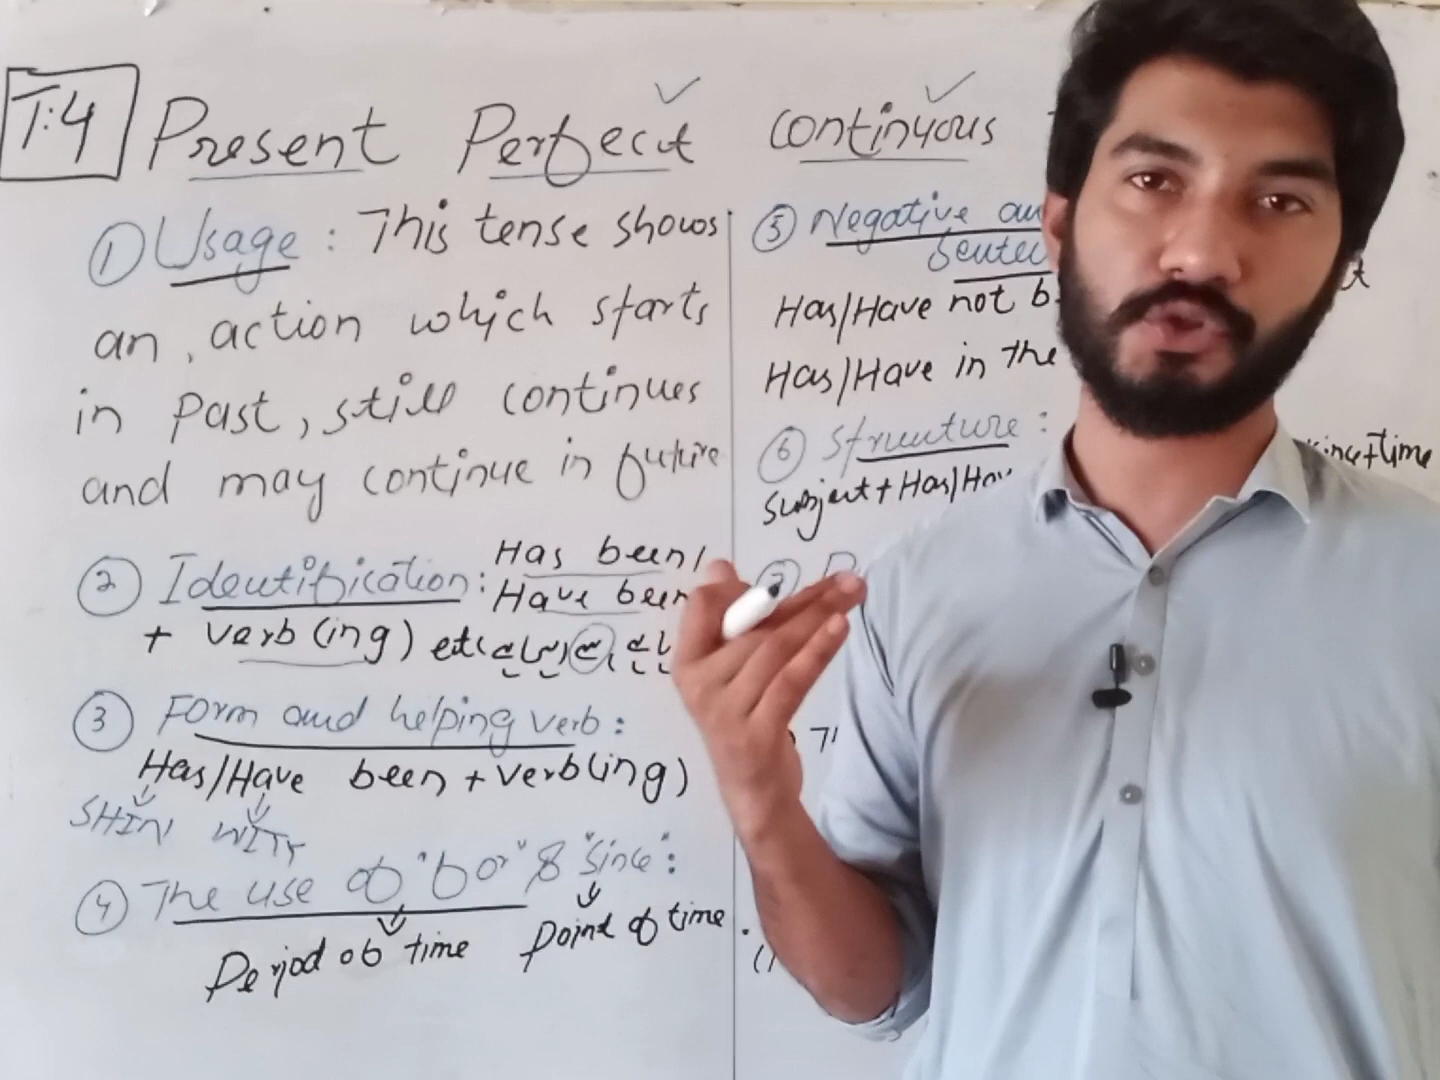 T:4 Present Perfect continuous
① Usage : This tense shows
an action which starts
in Past, still continues
and may continue in future
② Identification: Has been/
Have been
+ verb (ing) etc
③ Form and helping verb:
Has/Have been + verb(ing)
SHIN WITY
④ The use of "for" & "since":
Period of time point of time
⑤ Negative
Has/Have not
Has/Have in the
⑥ Structure:
Subject + Has/Hav since+time
⑦